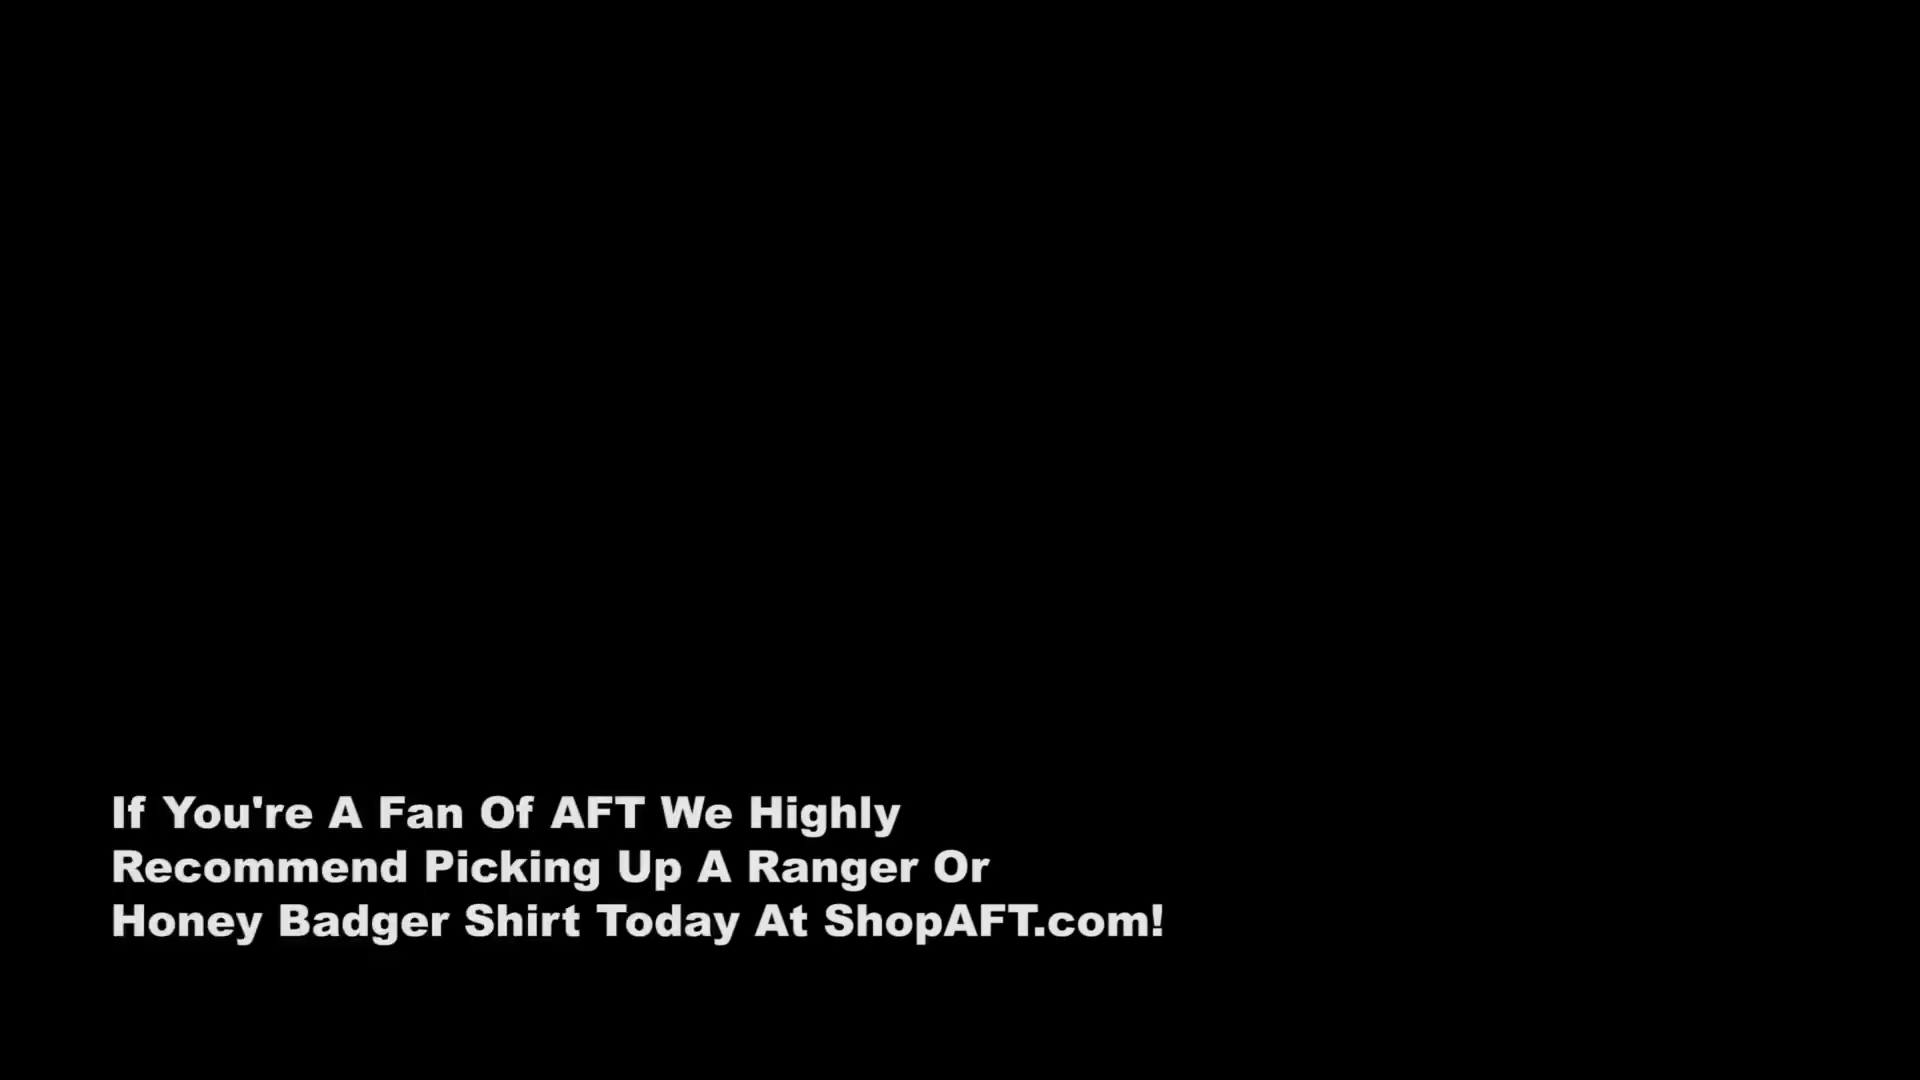 If You're A Fan Of AFT We Highly
Recommend Picking Up A Ranger Or
Honey Badger Shirt Today At ShopAFT.com!